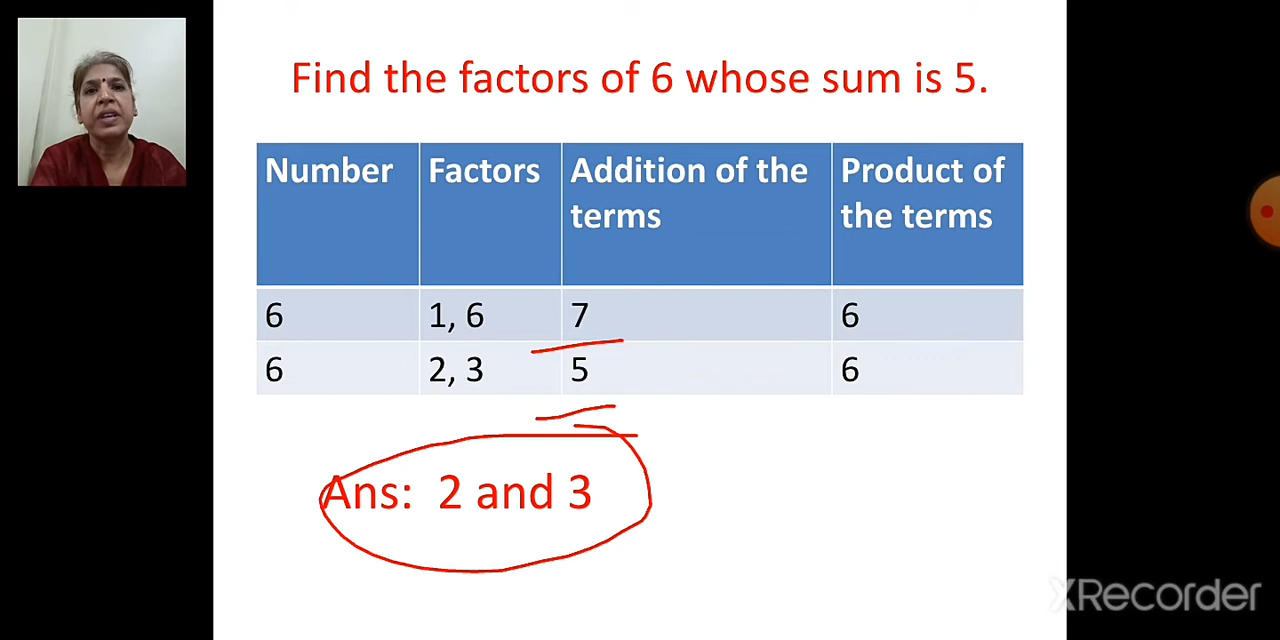 Find the factors of 6 whose sum is 5.
Number Factors Addition of the terms Product of the terms
6 1, 6 7 6
6 2, 3 5 6
Ans: 2 and 3
XRecorder